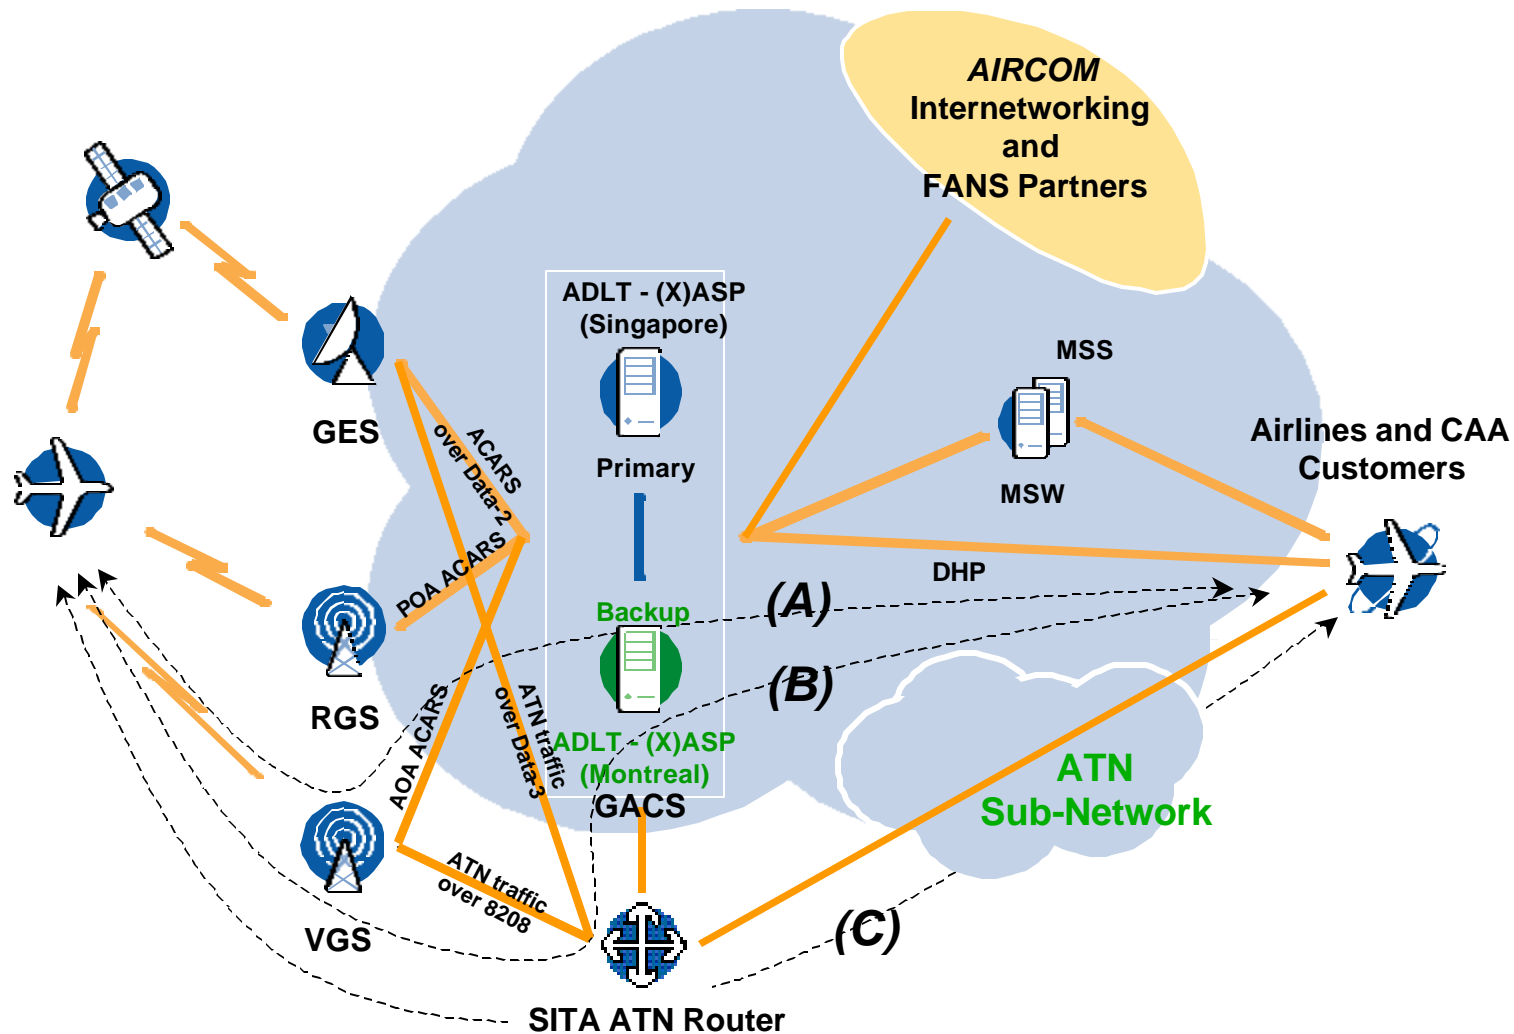 AIRCOM
Internetworking
and
FANS Partners
ADLT - (X)ASP
(Singapore)
MSS
GES
Airlines and CAA
Customers
ACARS
over Data-2
Primary
MSW
POA ACARS
DHP
Backup
(A)
RGS
AOA ACARS
ATN traffic
over Data-3
(B)
ADLT - (X)ASP
(Montreal)
GACS
ATN
Sub-Network
ATN traffic
over 8208
VGS
(C)
SITA ATN Router